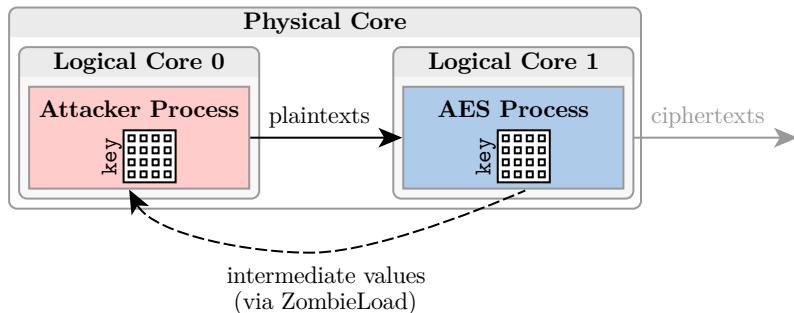 Physical Core
Logical Core 0
Logical Core 1
Attacker Process
plaintexts
AES Process
ciphertexts
key
key
intermediate values
(via ZombieLoad)